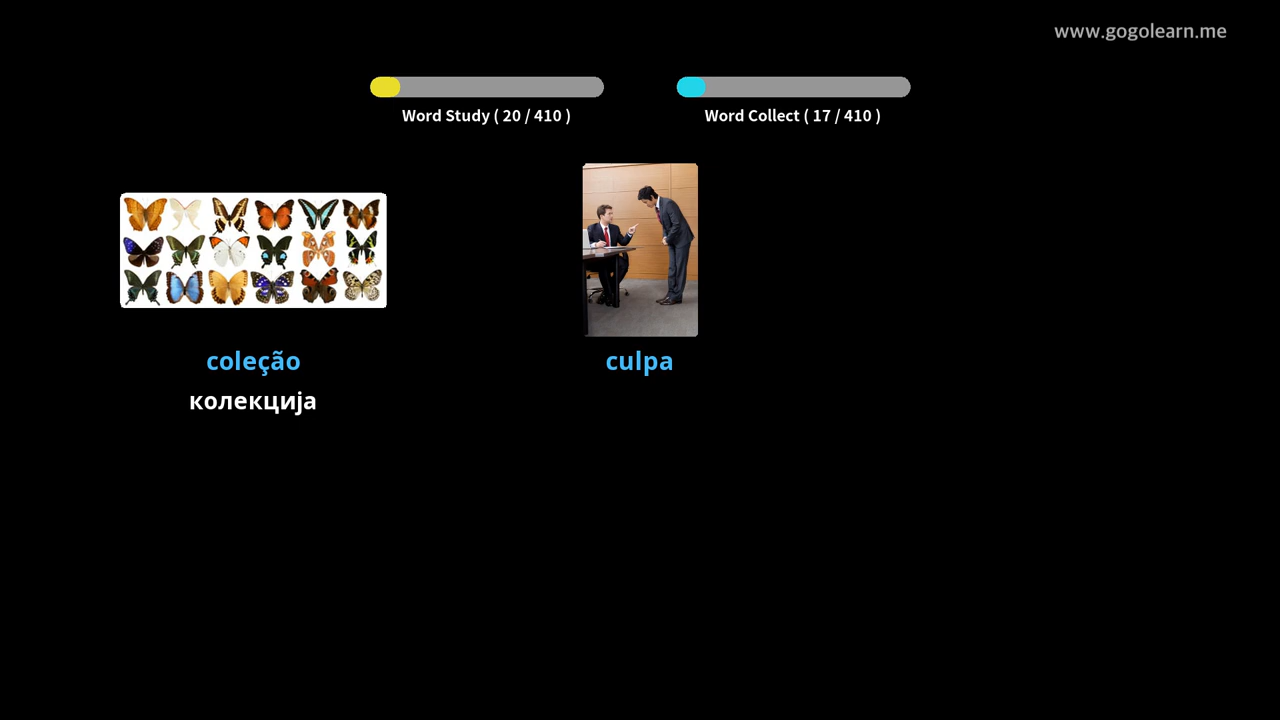 www.gogolearn.me
Word Study ( 20 / 410 )
Word Collect ( 17 / 410 )
coleção
колекција
culpa